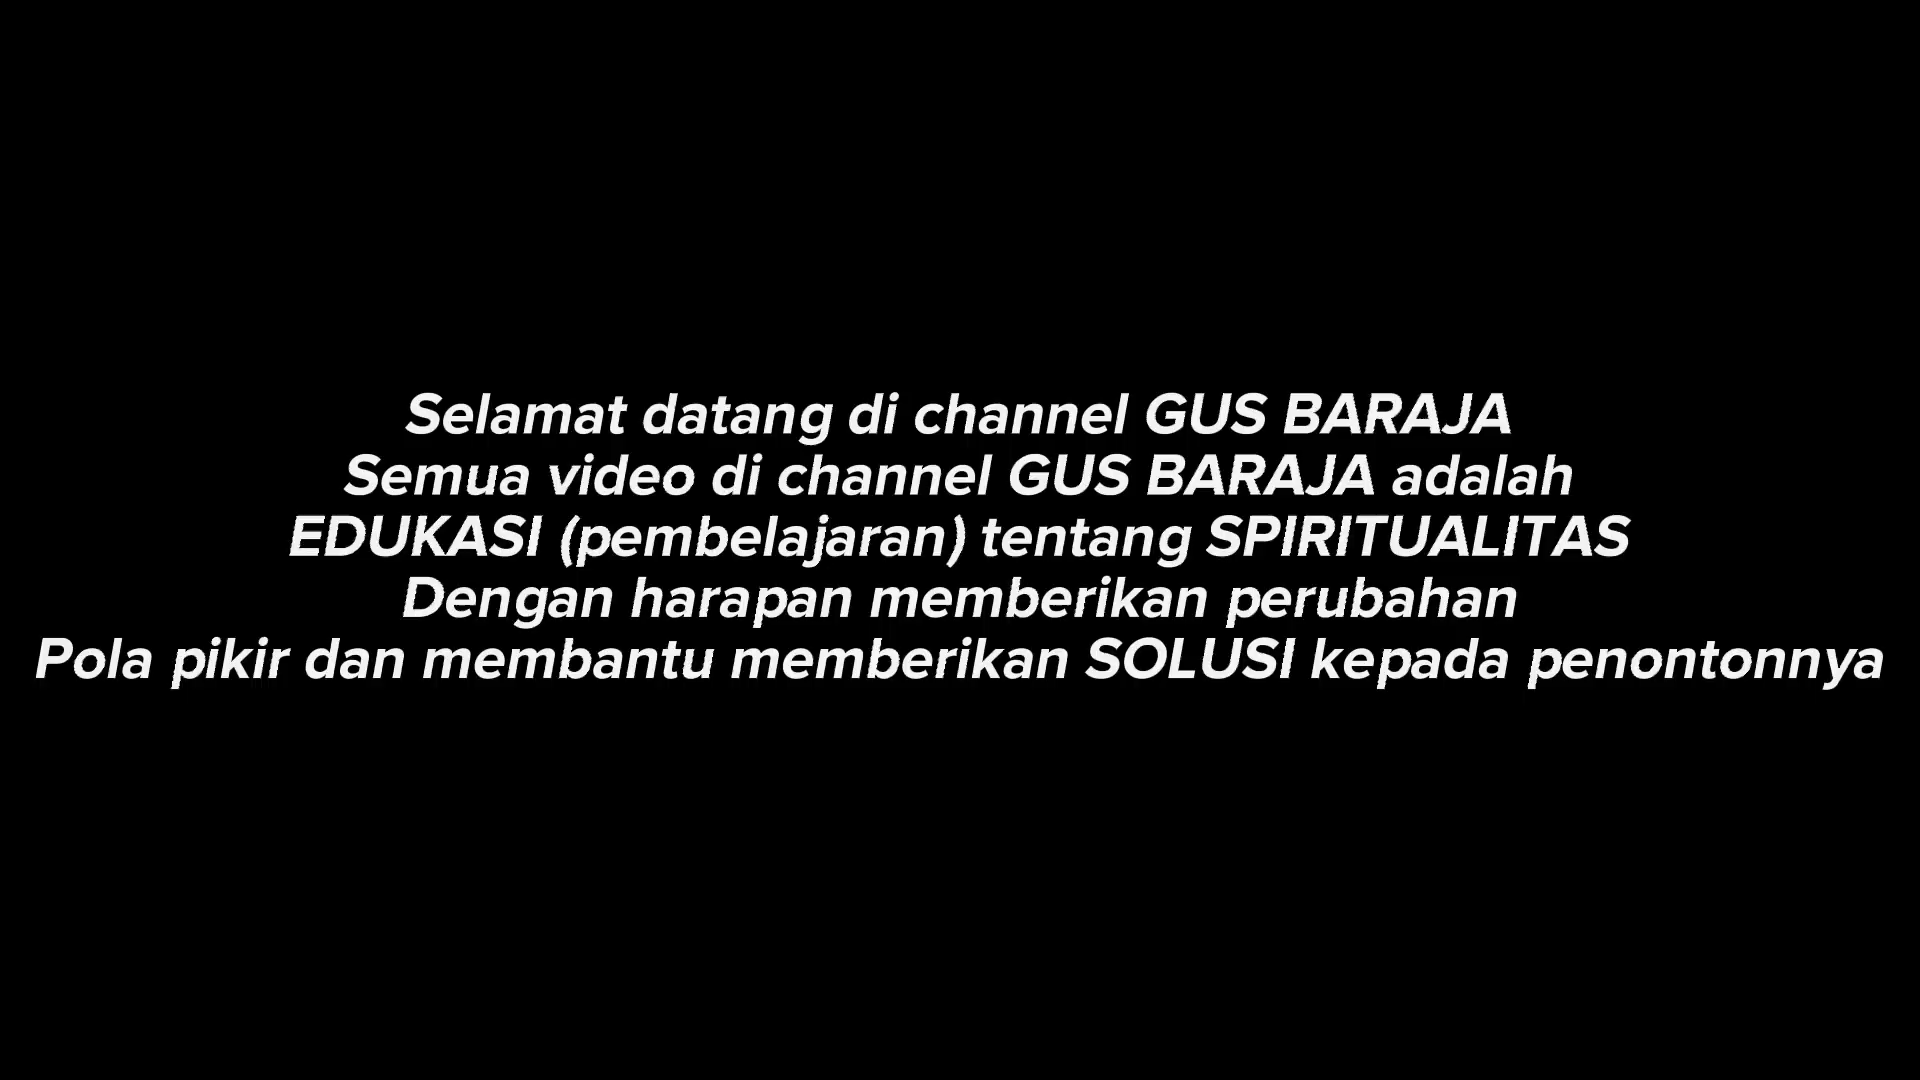 Selamat datang di channel GUS BARAJA
Semua video di channel GUS BARAJA adalah
EDUKASI (pembelajaran) tentang SPIRITUALITAS
Dengan harapan memberikan perubahan
Pola pikir dan membantu memberikan SOLUSI kepada penontonnya